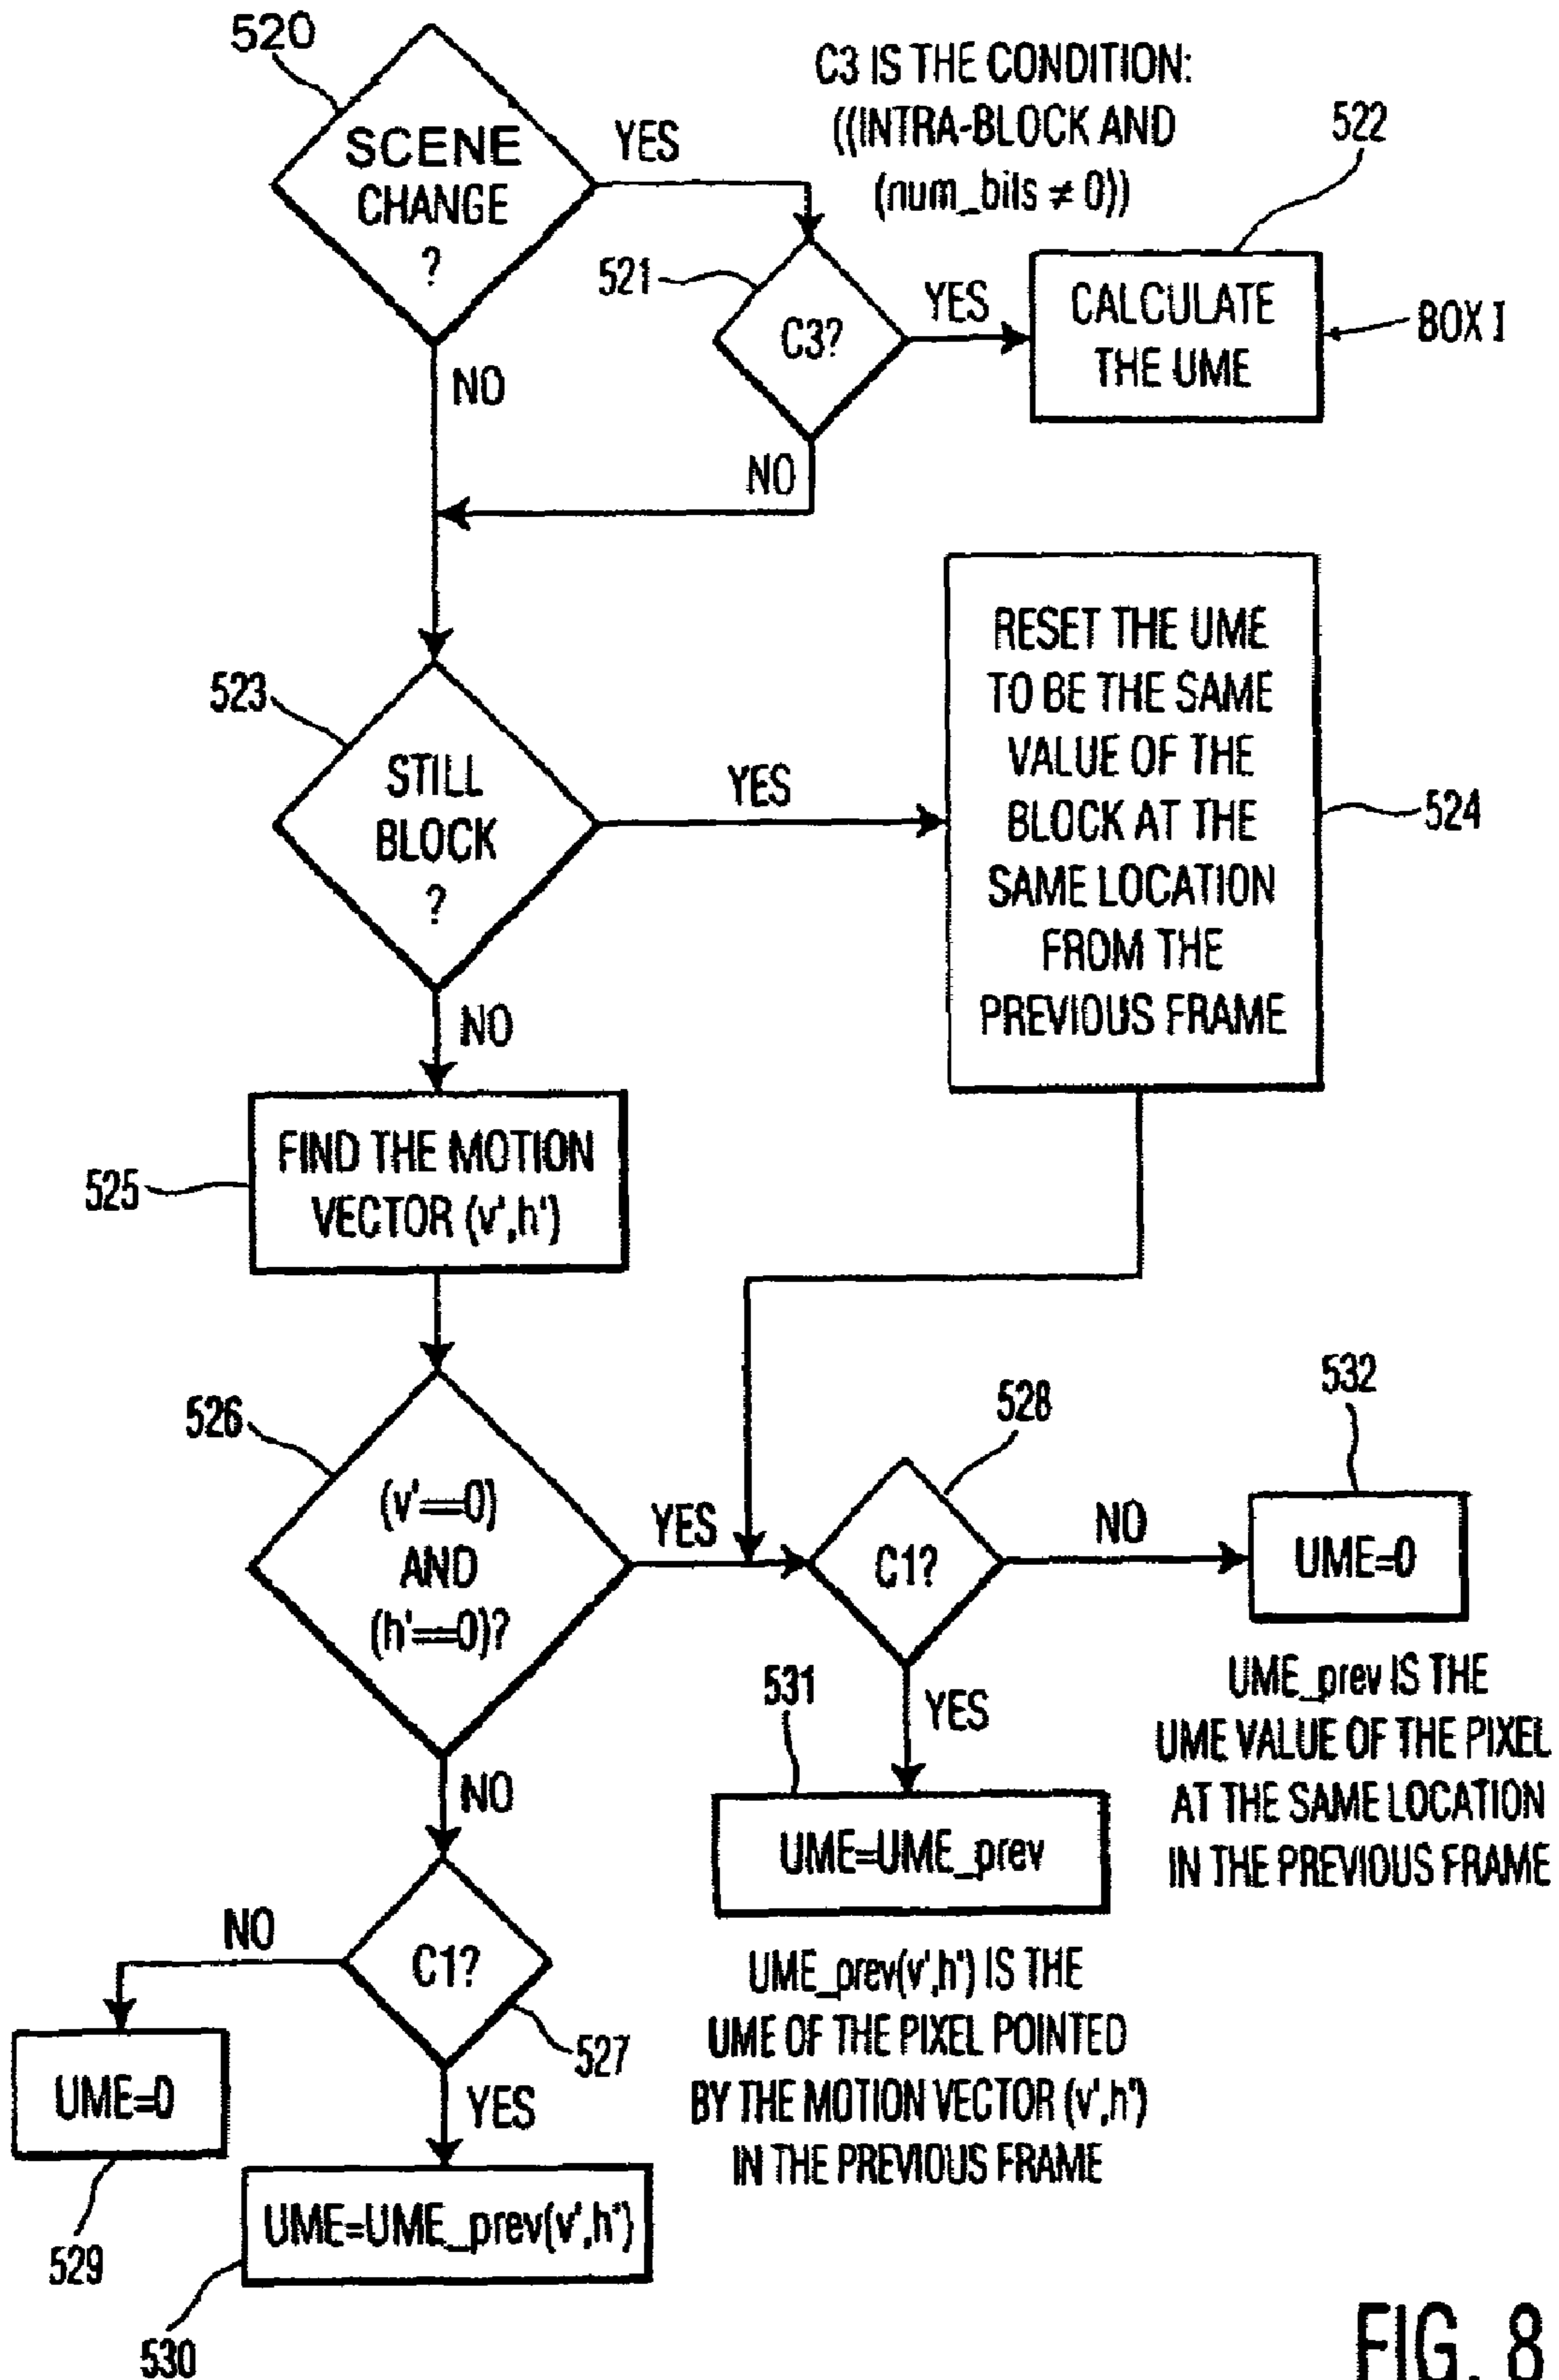 520
SCENE
CHANGE
?
YES
NO
C3 IS THE CONDITION:
((INTRA-BLOCK AND
(num_bils ≠ 0))
521
C3?
YES
NO
522
CALCULATE
THE UME
BOX I
523
STILL
BLOCK
?
YES
NO
RESET THE UME
TO BE THE SAME
VALUE OF THE
BLOCK AT THE
SAME LOCATION
FROM THE
PREVIOUS FRAME
524
525
FIND THE MOTION
VECTOR (v',h')
526
(v'==0)
AND
(h'==0)?
YES
NO
528
C1?
NO
YES
532
UME=0
UME_prev IS THE
UME VALUE OF THE PIXEL
AT THE SAME LOCATION
IN THE PREVIOUS FRAME
531
UME=UME_prev
UME_prev(v',h') IS THE
UME OF THE PIXEL POINTED
BY THE MOTION VECTOR (v',h')
IN THE PREVIOUS FRAME
C1?
527
NO
YES
UME=0
529
UME=UME_prev(v',h')
530
FIG. 8